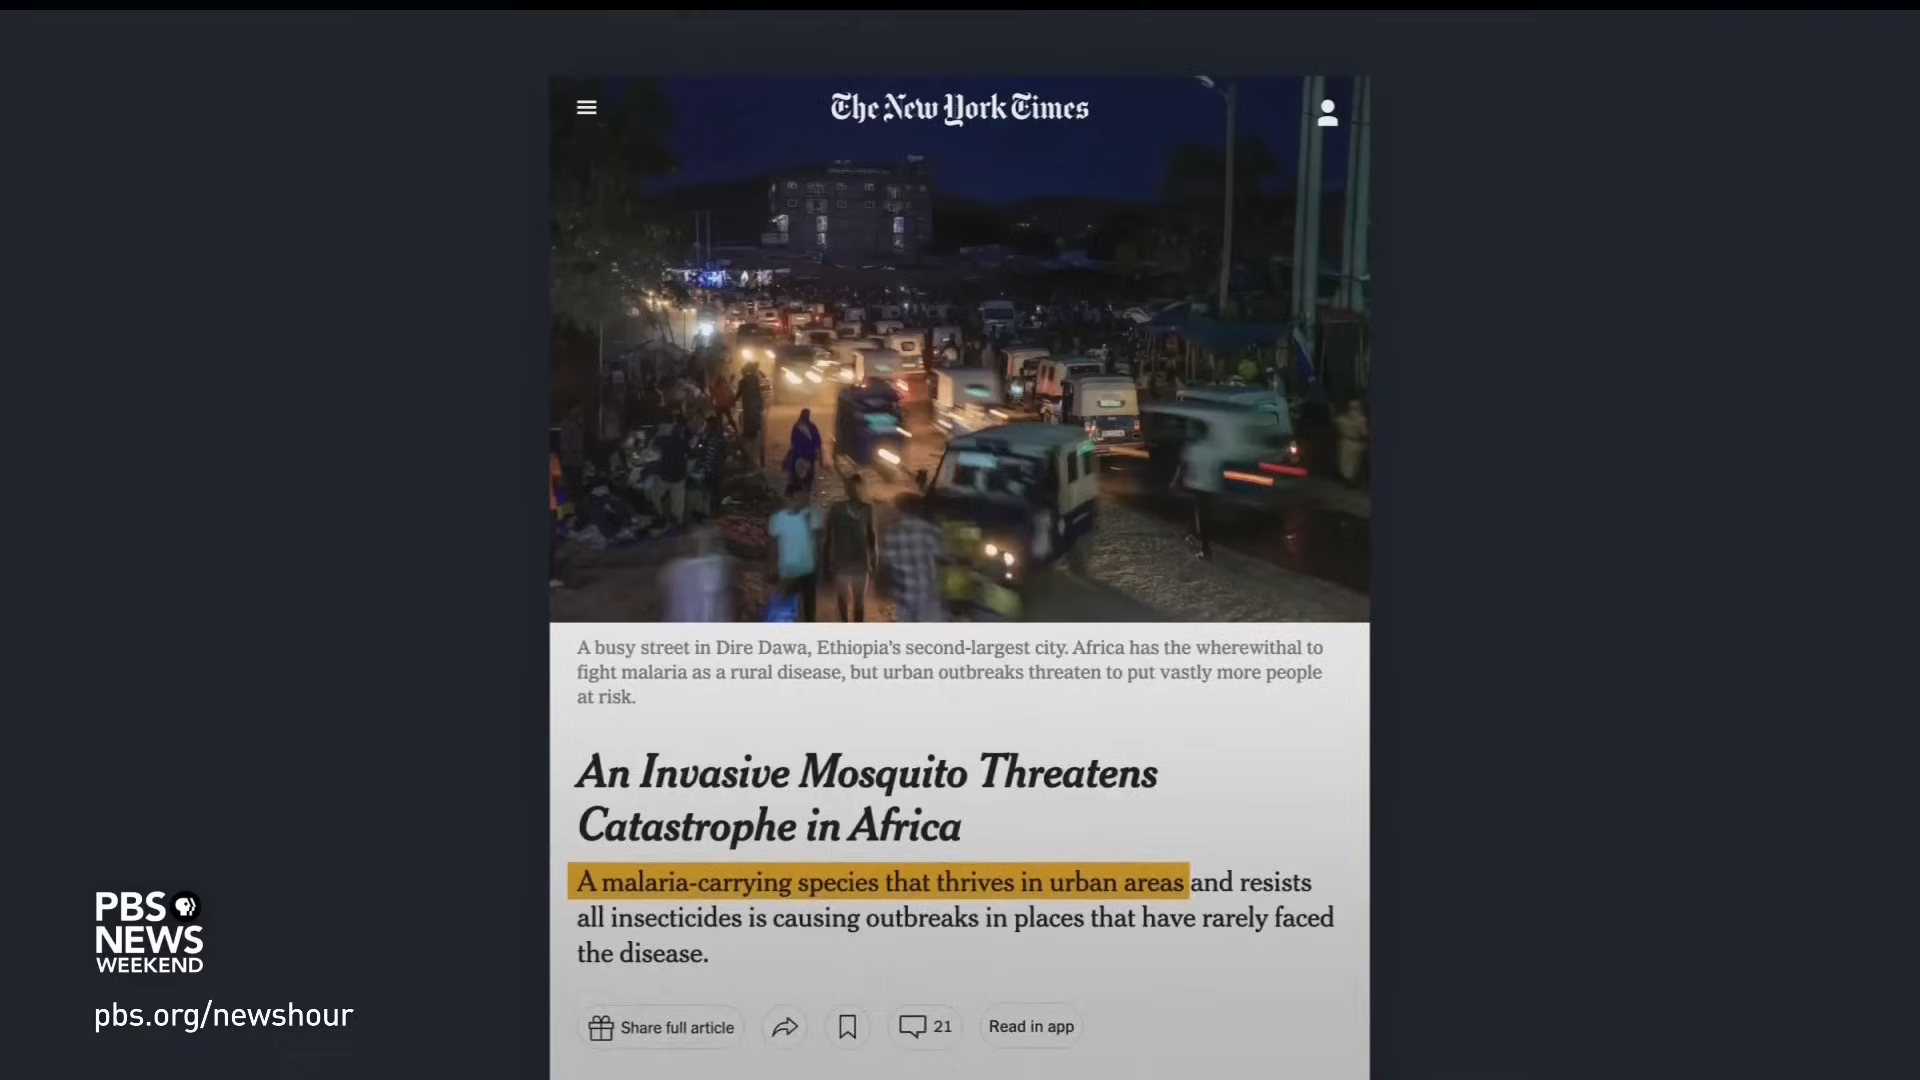 The New York Times
A busy street in Dire Dawa, Ethiopia's second-largest city. Africa has the wherewithal to
fight malaria as a rural disease, but urban outbreaks threaten to put vastly more people
at risk.
An Invasive Mosquito Threatens
Catastrophe in Africa
A malaria-carrying species that thrives in urban areas and resists
all insecticides is causing outbreaks in places that have rarely faced
the disease.
Share full article
21
Read in app
PBS
NEWS
WEEKEND
pbs.org/newshour